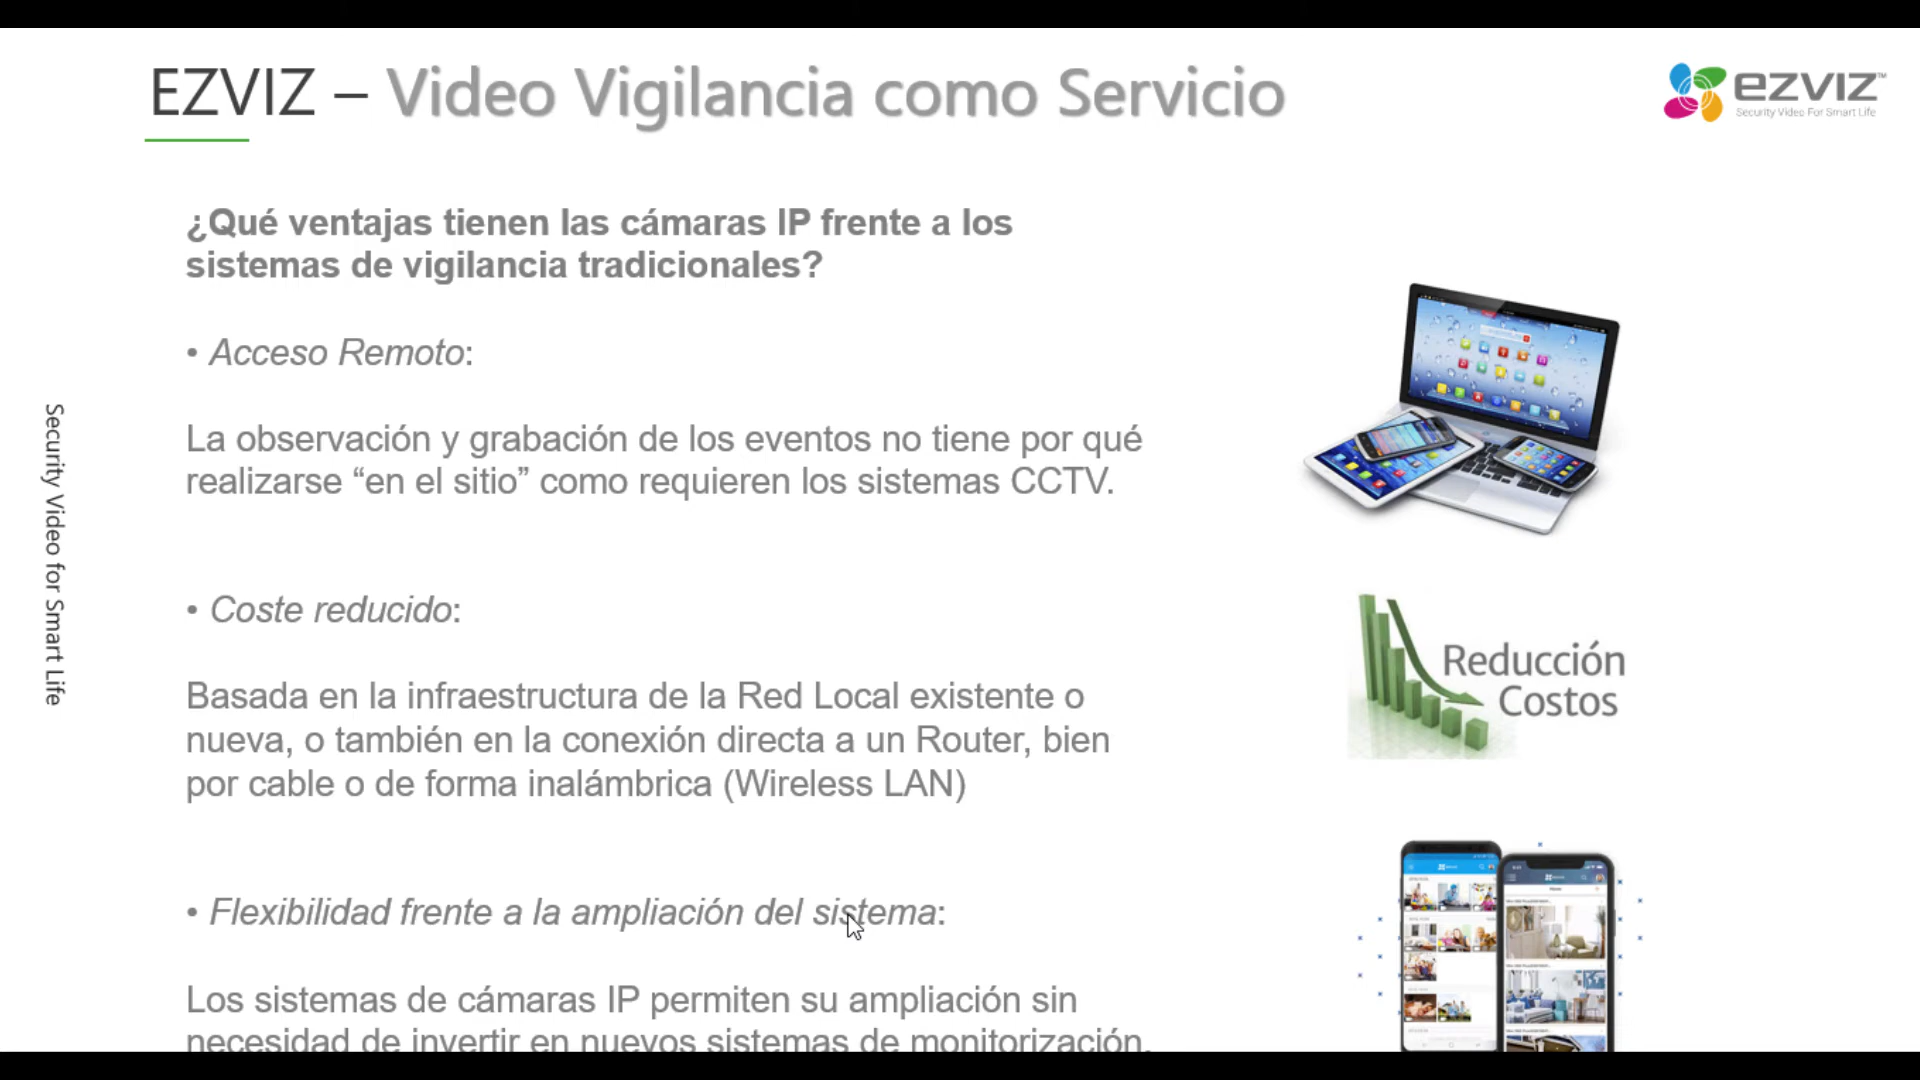 EZVIZ – Video Vigilancia como Servicio
ezviz™
Security Video For Smart Life
¿Qué ventajas tienen las cámaras IP frente a los
sistemas de vigilancia tradicionales?
• Acceso Remoto:
La observación y grabación de los eventos no tiene por qué
realizarse “en el sitio” como requieren los sistemas CCTV.
• Coste reducido:
Basada en la infraestructura de la Red Local existente o
nueva, o también en la conexión directa a un Router, bien
por cable o de forma inalámbrica (Wireless LAN)
Reducción
Costos
• Flexibilidad frente a la ampliación del sistema:
Los sistemas de cámaras IP permiten su ampliación sin
necesidad de invertir en nuevos sistemas de monitorización.
Security Video for Smart Life